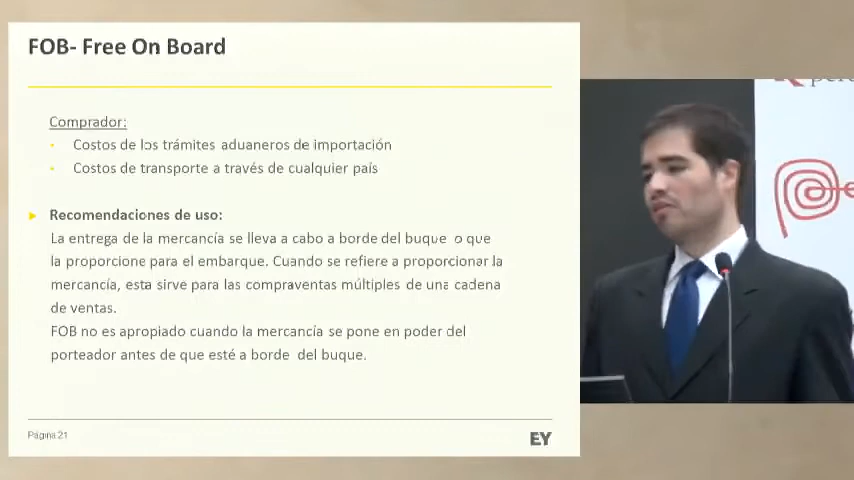 FOB- Free On Board
Comprador:
• Costos de los trámites aduaneros de importación
• Costos de transporte a través de cualquier país
Recomendaciones de uso:
La entrega de la mercancía se lleva a cabo a borde del buque o que
la proporcione para el embarque. Cuando se refiere a proporcionar la
mercancía, esta sirve para las compraventas múltiples de una cadena
de ventas.
FOB no es apropiado cuando la mercancía se pone en poder del
porteador antes de que esté a borde del buque.
Página 21
EY